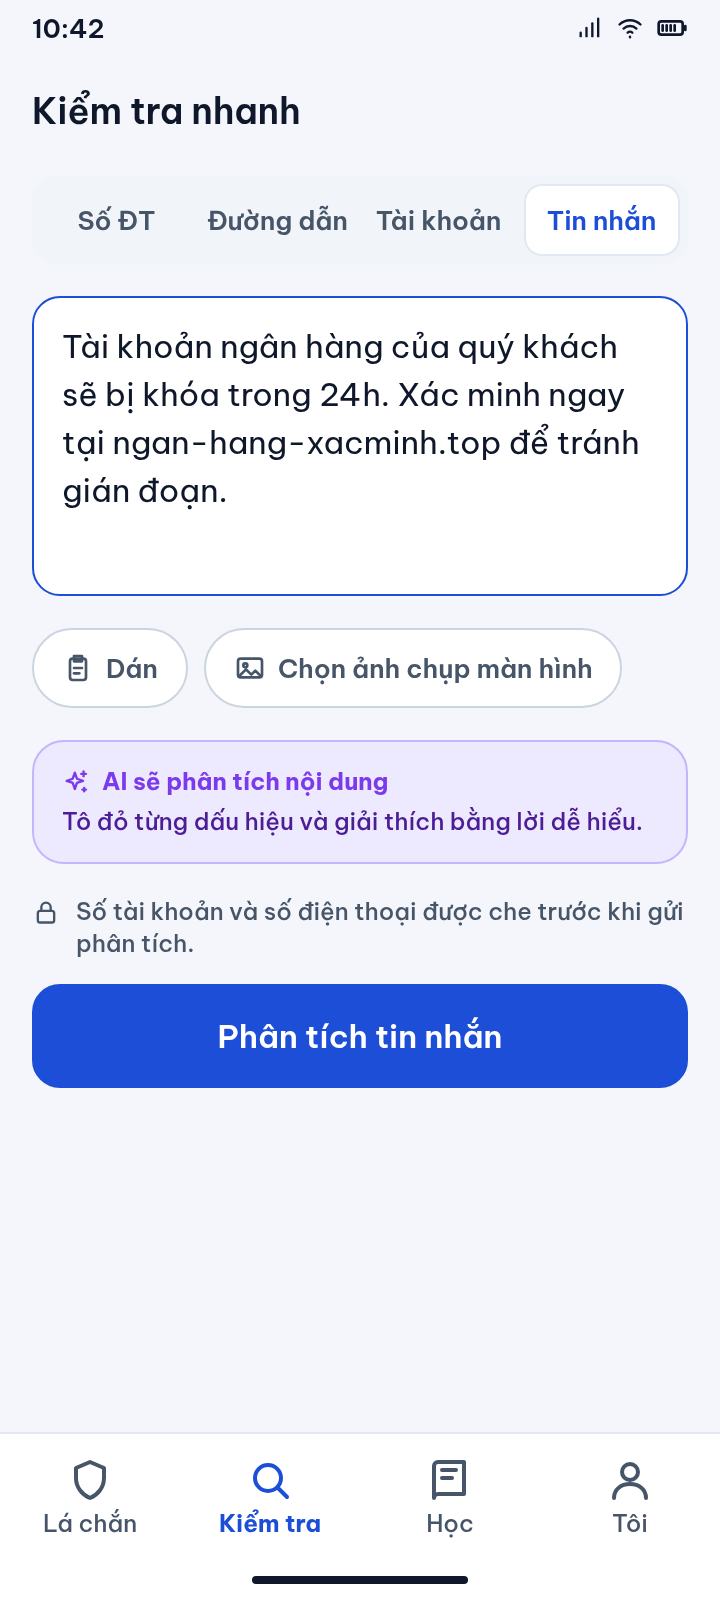 10:42
Kiểm tra nhanh
Số ĐT
Đường dẫn
Tài khoản
Tin nhắn
Tài khoản ngân hàng của quý khách
sẽ bị khóa trong 24h. Xác minh ngay
tại ngan-hang-xacminh.top để tránh
gián đoạn.
Dán
Chọn ảnh chụp màn hình
AI sẽ phân tích nội dung
Tô đỏ từng dấu hiệu và giải thích bằng lời dễ hiểu.
Số tài khoản và số điện thoại được che trước khi gửi
phân tích.
Phân tích tin nhắn
Lá chắn
Kiểm tra
Học
Tôi